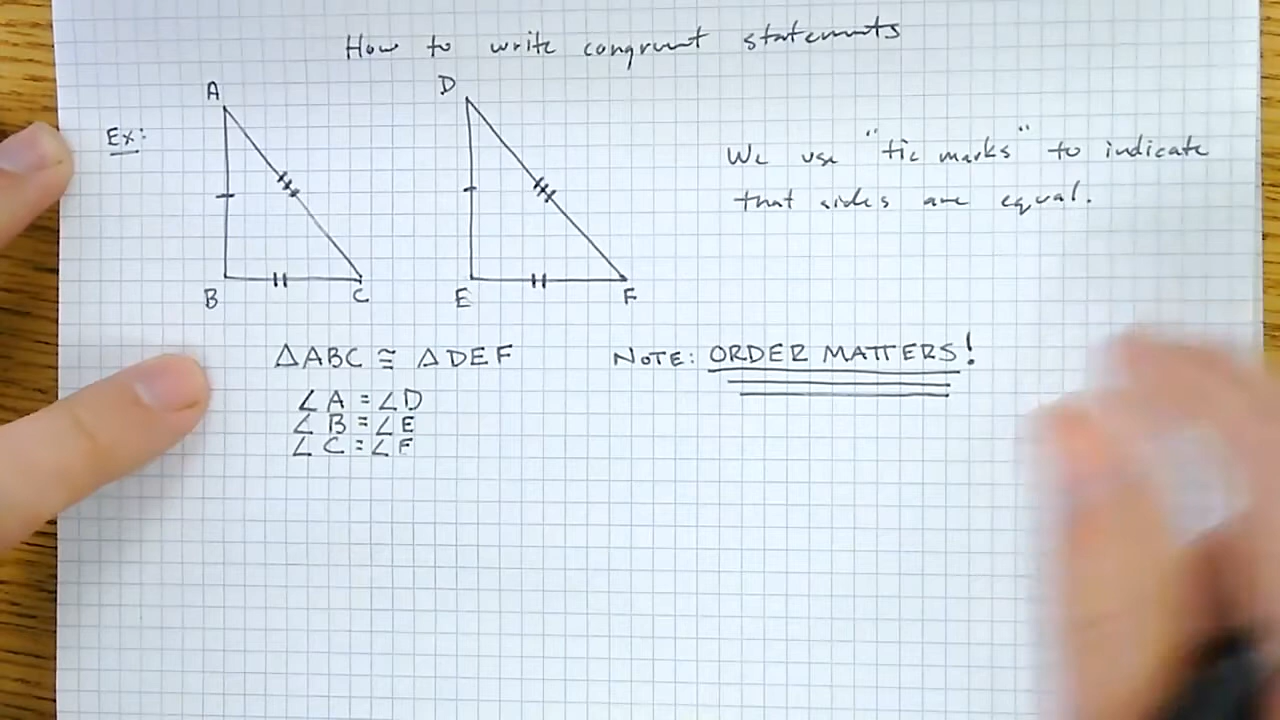 How to write congruent statements
A
D
Ex:
We use "tic marks" to indicate
that sides are equal.
B
C
E
F
△ABC ≅ △DEF
NOTE: ORDER MATTERS!
∠A = ∠D
∠B = ∠E
∠C = ∠F